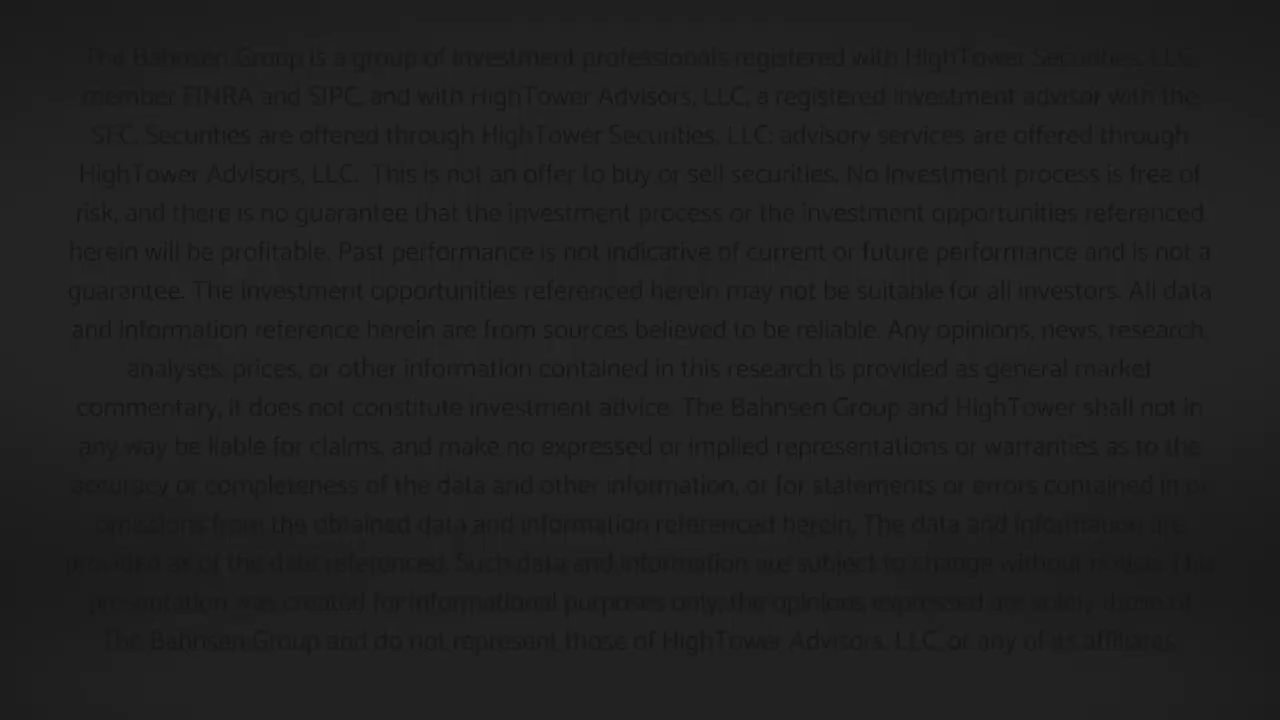 The Bahnsen Group is a group of investment professionals registered with HighTower Securities, LLC,
member FINRA and SIPC, and with HighTower Advisors, LLC, a registered investment advisor with the
SEC. Securities are offered through HighTower Securities, LLC; advisory services are offered through
HighTower Advisors, LLC. This is not an offer to buy or sell securities. No investment process is free of
risk, and there is no guarantee that the investment process or the investment opportunities referenced
herein will be profitable. Past performance is not indicative of current or future performance and is not a
guarantee. The investment opportunities referenced herein may not be suitable for all investors. All data
and information reference herein are from sources believed to be reliable. Any opinions, news, research,
analyses, prices, or other information contained in this research is provided as general market
commentary, it does not constitute investment advice. The Bahnsen Group and HighTower shall not in
any way be liable for claims, and make no expressed or implied representations or warranties as to the
accuracy or completeness of the data and other information, or for statements or errors contained in or
omissions from the obtained data and information referenced herein. The data and information are
provided as of the date referenced. Such data and information are subject to change without notice. This
presentation was created for informational purposes only; the opinions expressed are solely those of
The Bahnsen Group and do not represent those of HighTower Advisors, LLC, or any of its affiliates.